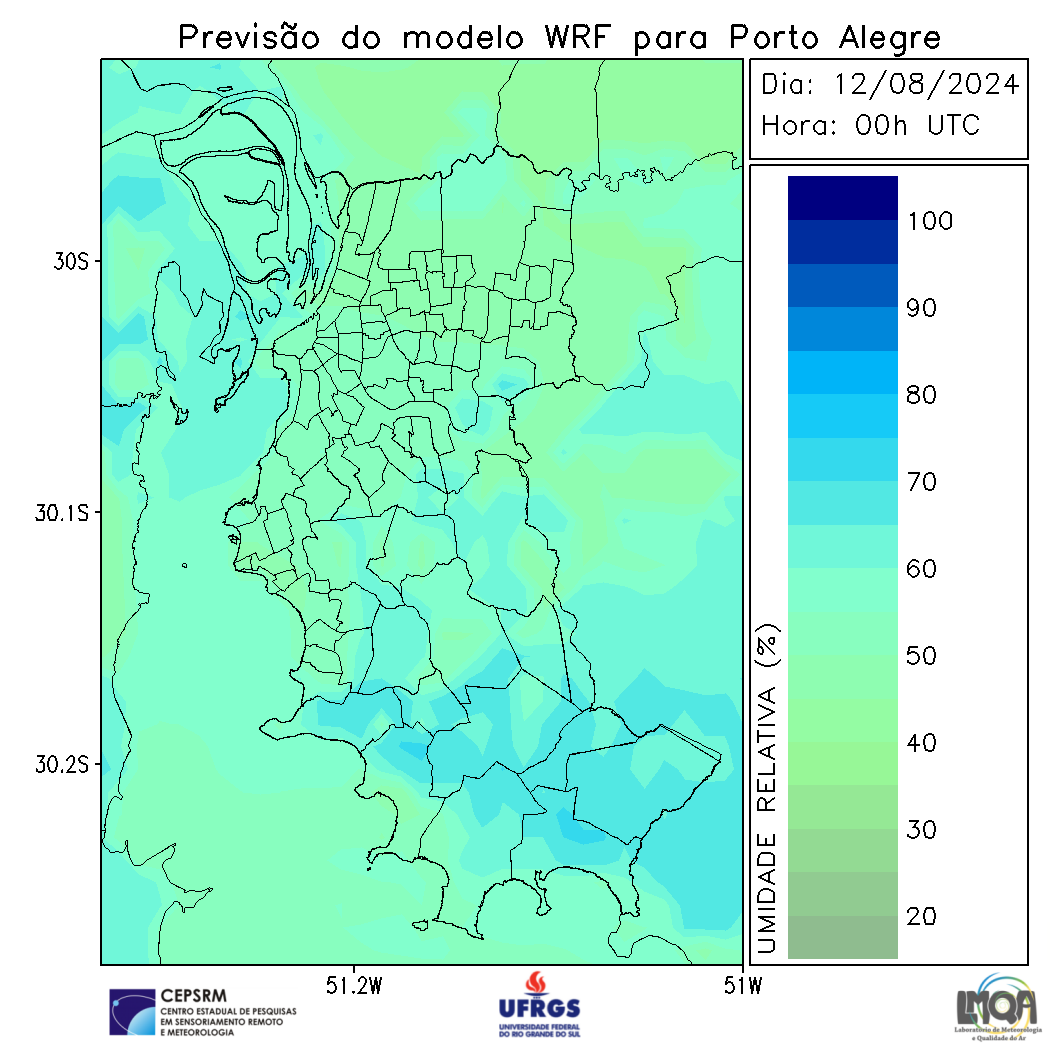 Previsão do modelo WRF para Porto Alegre
Dia: 12/08/2024
Hora: 00h UTC
30S
30.1S
30.2S
51.2W
51W
UMIDADE RELATIVA (%)
100
90
80
70
60
50
40
30
20
CEPSRM
CENTRO ESTADUAL DE PESQUISAS
EM SENSORIAMENTO REMOTO
E METEOROLOGIA
UFRGS
UNIVERSIDADE FEDERAL
DO RIO GRANDE DO SUL
LMQA
Laboratório de Meteorologia
e Qualidade do Ar